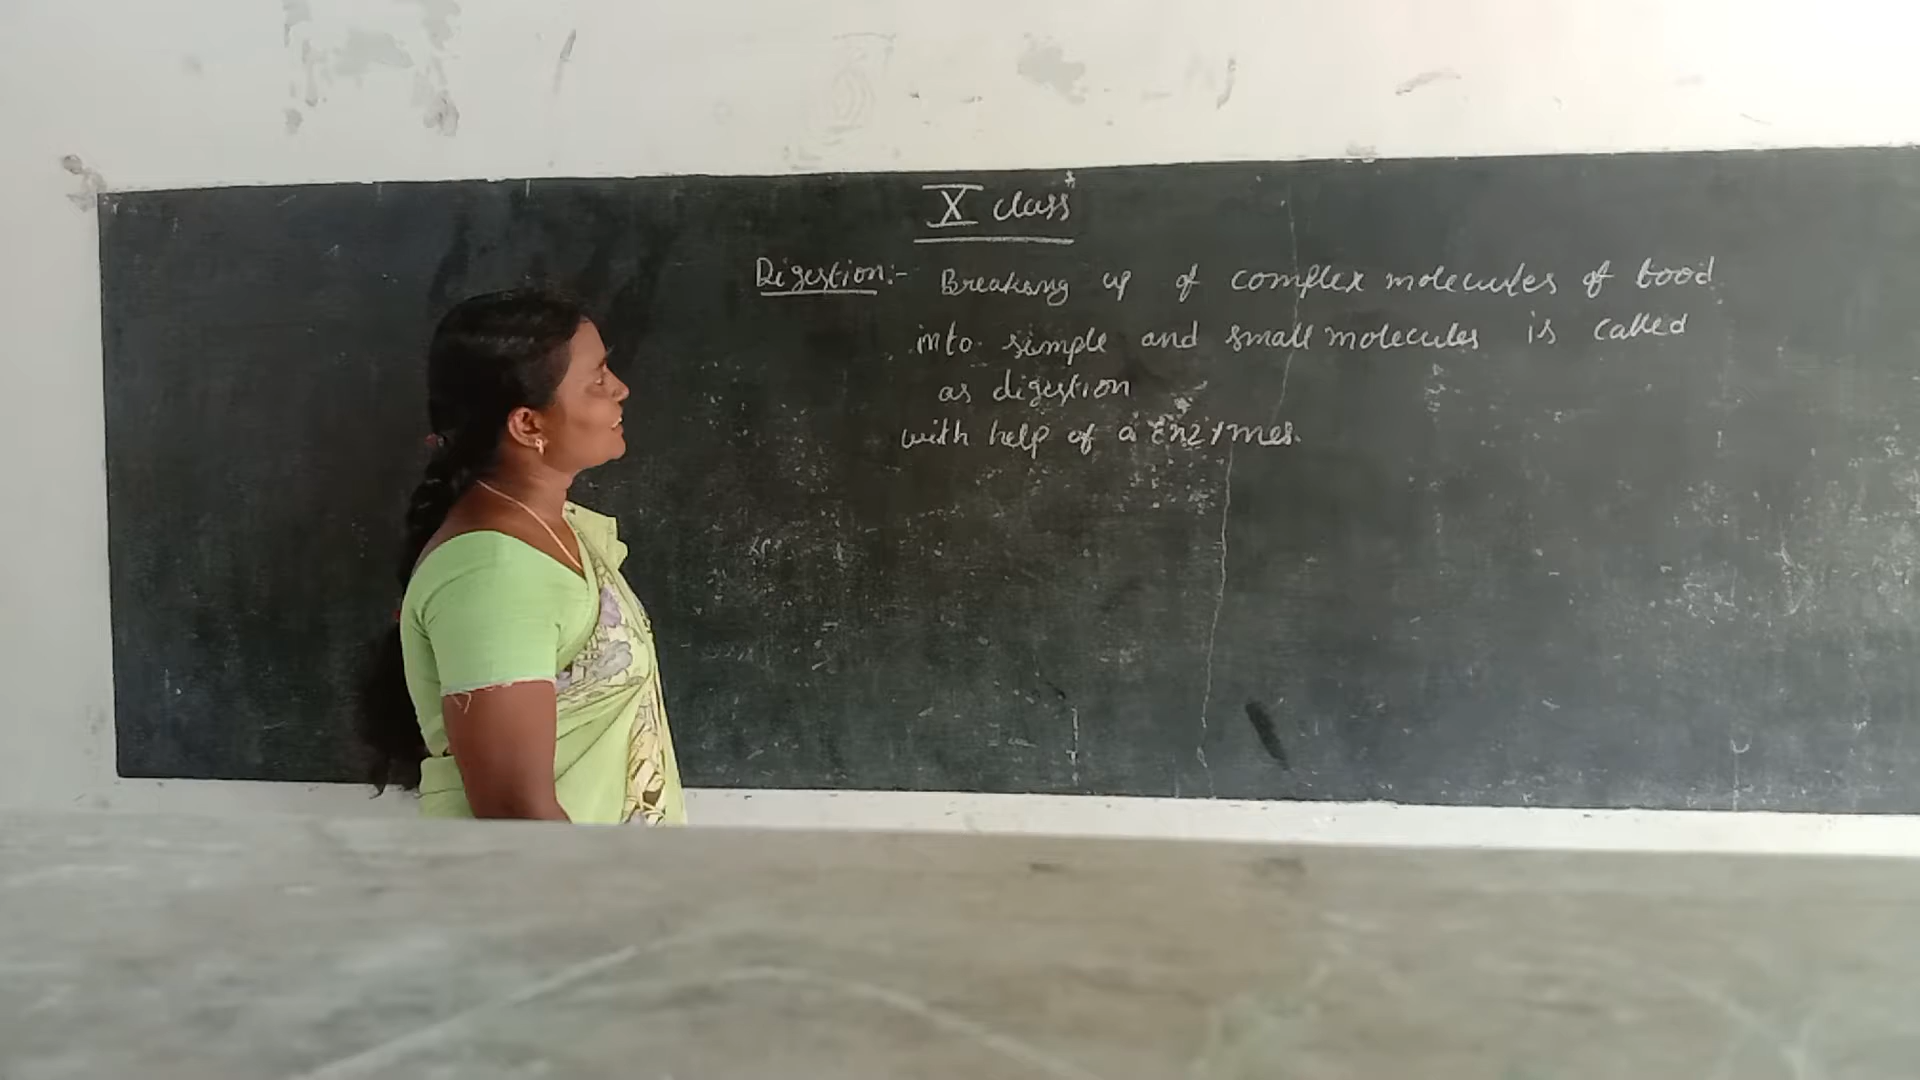 X class
Digestion:- Breaking up of complex molecules of food
into simple and small molecules is called
as digestion
with help of a Enzymes.